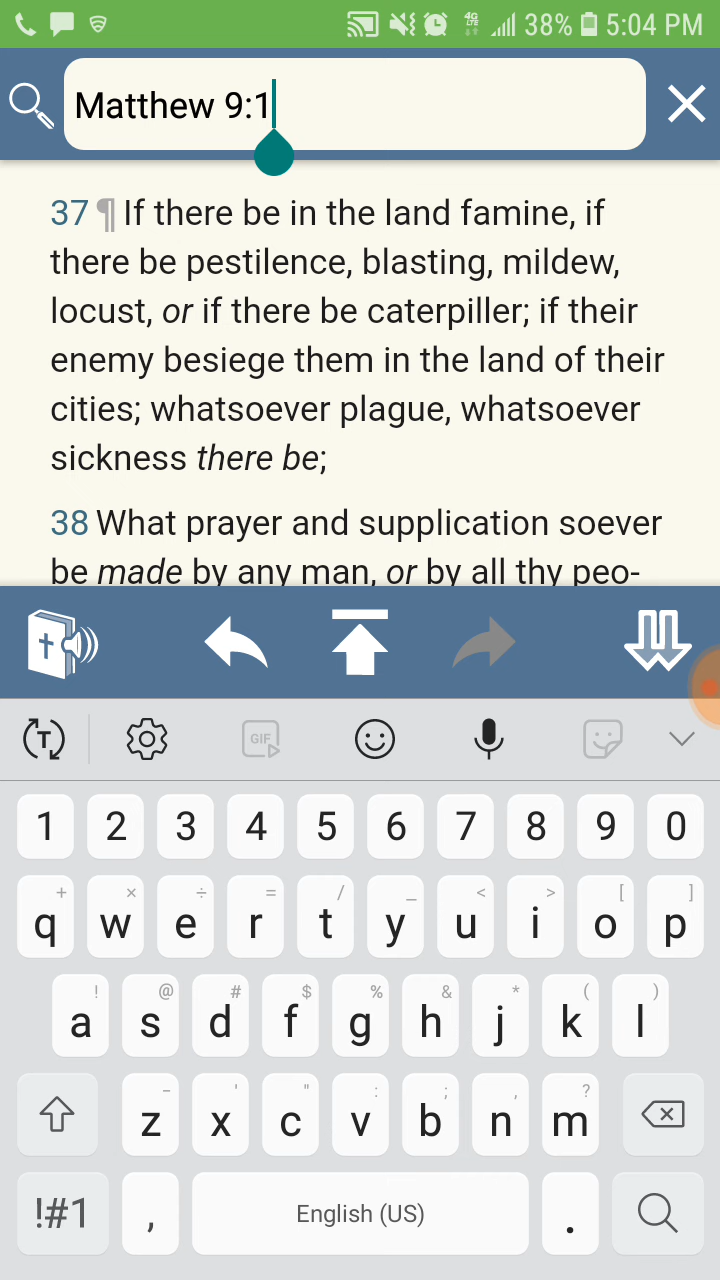 4G LTE 38% 5:04 PM
Matthew 9:1
37 ¶ If there be in the land famine, if
there be pestilence, blasting, mildew,
locust, or if there be caterpiller; if their
enemy besiege them in the land of their
cities; whatsoever plague, whatsoever
sickness there be;
38 What prayer and supplication soever
be made by any man, or by all thy peo-
T GIF
1 2 3 4 5 6 7 8 9 0
+ × ÷ = / _ < > [ ]
q w e r t y u i o p
! @ # $ % & * ( )
a s d f g h j k l
- ' " : ; , ?
z x c v b n m
!#1 , English (US) .